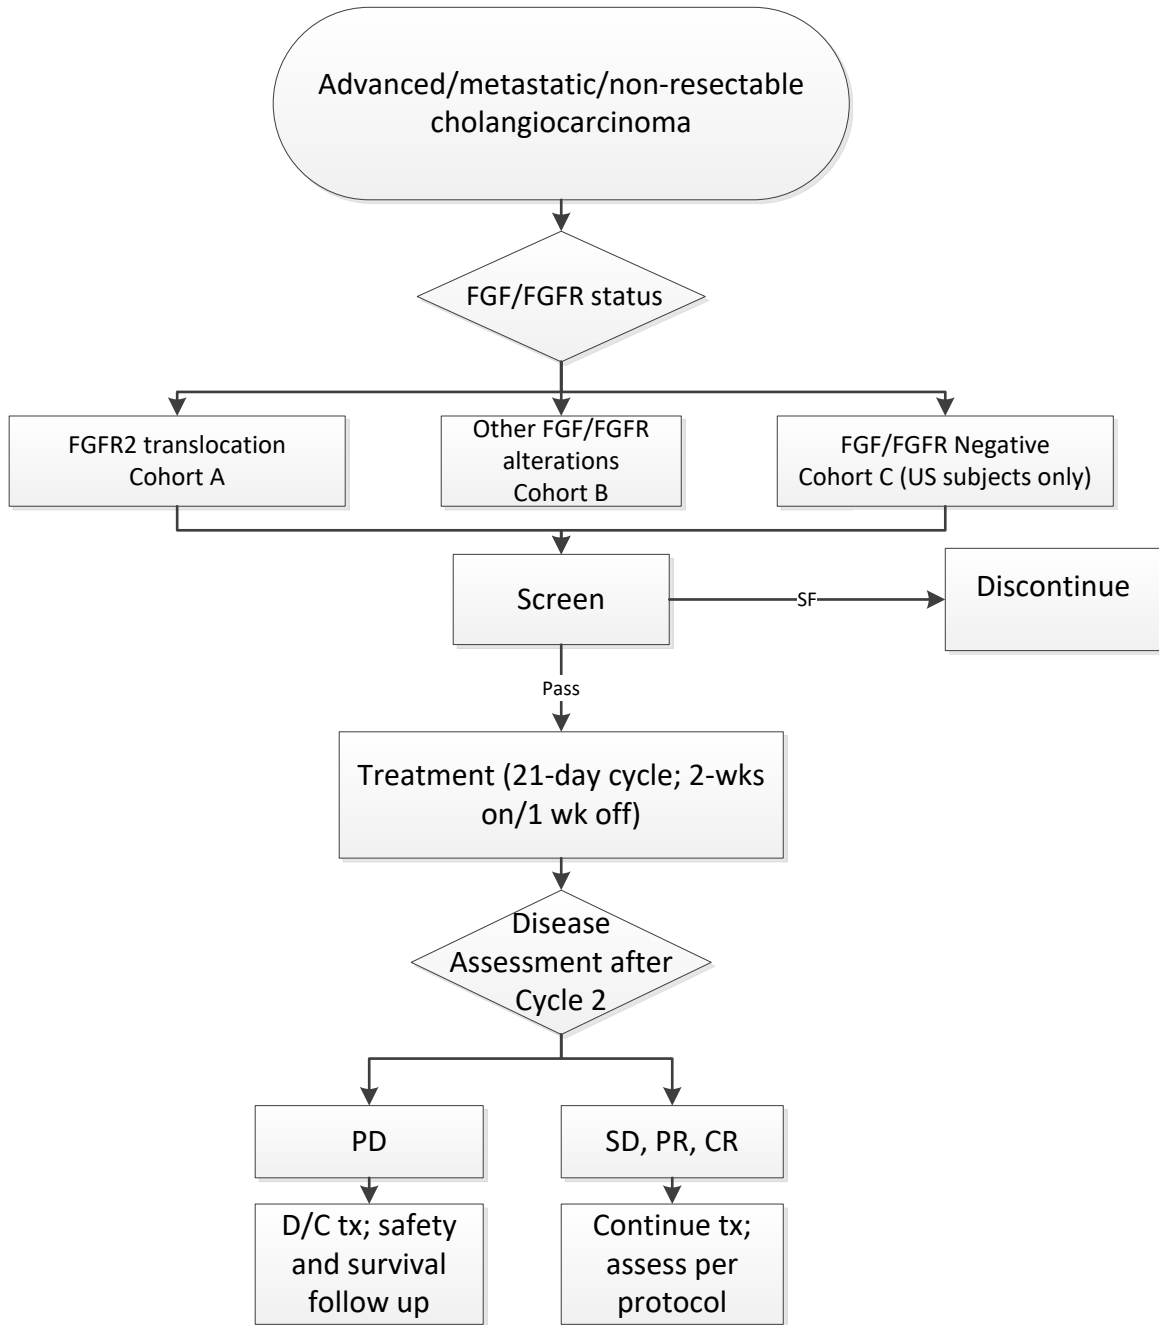 Advanced/metastatic/non-resectable
cholangiocarcinoma
FGF/FGFR status
FGFR2 translocation
Cohort A
Other FGF/FGFR
alterations
Cohort B
FGF/FGFR Negative
Cohort C (US subjects only)
Screen
SF
Discontinue
Pass
Treatment (21-day cycle; 2-wks
on/1 wk off)
Disease
Assessment after
Cycle 2
PD
SD, PR, CR
D/C tx; safety
and survival
follow up
Continue tx;
assess per
protocol